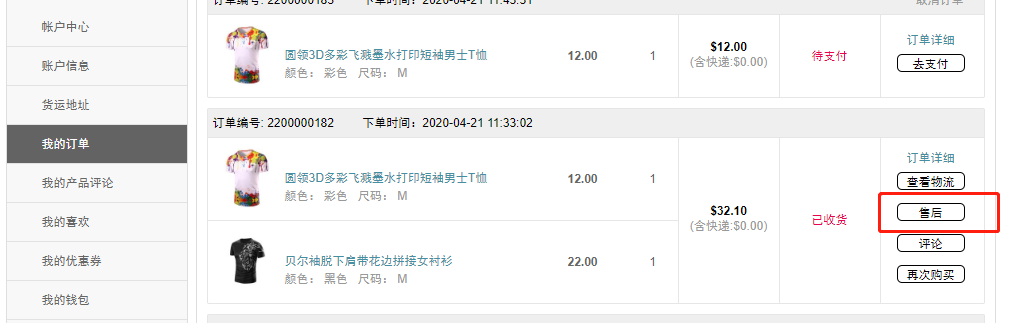 帐户中心
账户信息
货运地址
我的订单
我的产品评论
我的喜欢
我的优惠券
我的钱包
订单编号: 2200000183 下单时间：2020-04-21 11:45:51 取消订单
圆领3D多彩飞溅墨水打印短袖男士T恤
颜色： 彩色 尺码： M
12.00
1
$12.00
(含快递:$0.00)
待支付
订单详细
去支付
订单编号: 2200000182 下单时间：2020-04-21 11:33:02
圆领3D多彩飞溅墨水打印短袖男士T恤
颜色： 彩色 尺码： M
12.00
1
贝尔袖脱下肩带花边拼接女衬衫
颜色： 黑色 尺码： M
22.00
1
$32.10
(含快递:$0.00)
已收货
订单详细
查看物流
售后
评论
再次购买